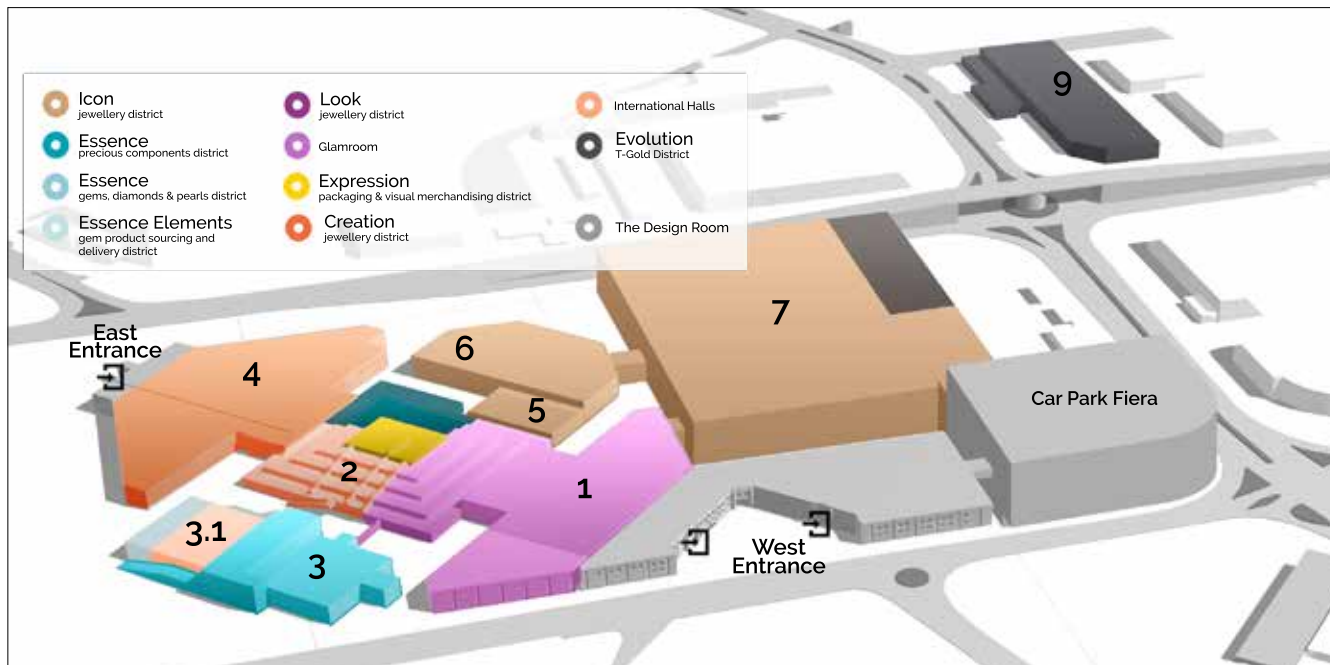 Icon
jewellery district
Essence
precious components district
Essence
gems, diamonds & pearls district
Essence Elements
gem product sourcing and
delivery district
Look
jewellery district
Glamroom
Expression
packaging & visual merchandising district
Creation
jewellery district
International Halls
Evolution
T-Gold District
The Design Room
9
7
6
East
Entrance
4
Car Park Fiera
5
2
1
3.1
3
West
Entrance